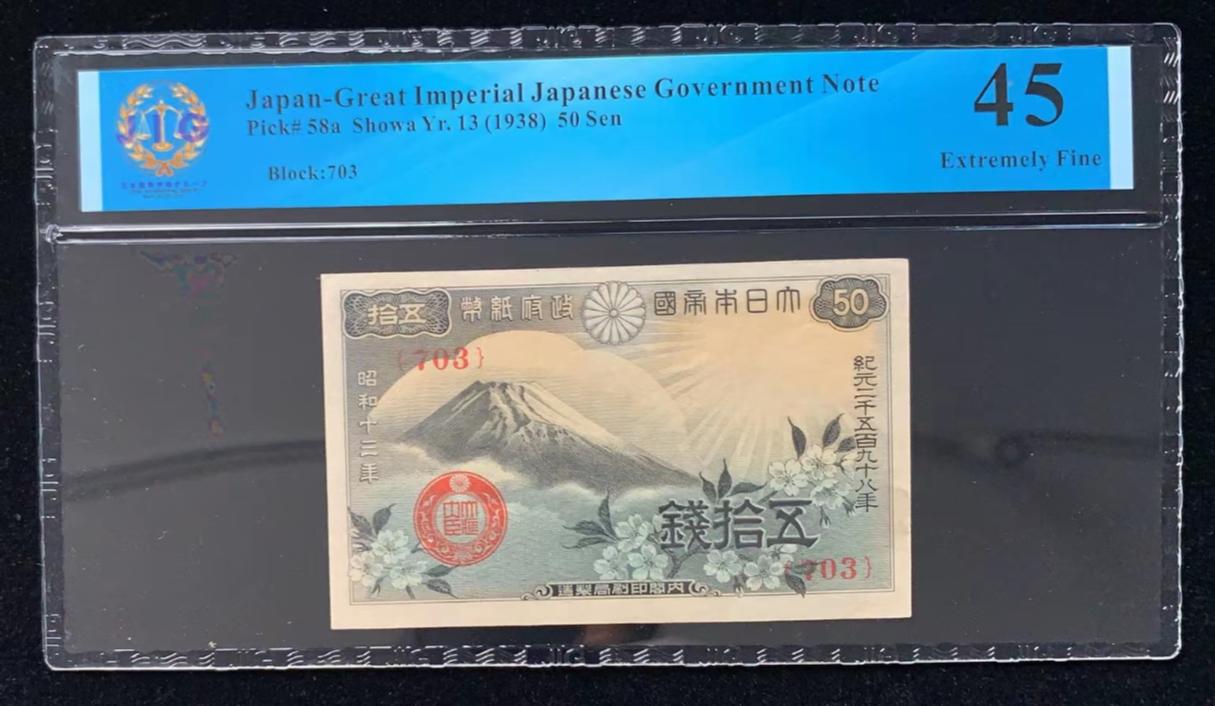 Japan-Great Imperial Japanese Government Note
Pick# 58a Showa Yr. 13 (1938) 50 Sen
Block:703
45
Extremely Fine
JIG
50
大日本帝國
政府紙幣
五拾
{703}
紀元二千五百九十八年
昭和十三年
五拾錢
{703}
内閣印刷局製造